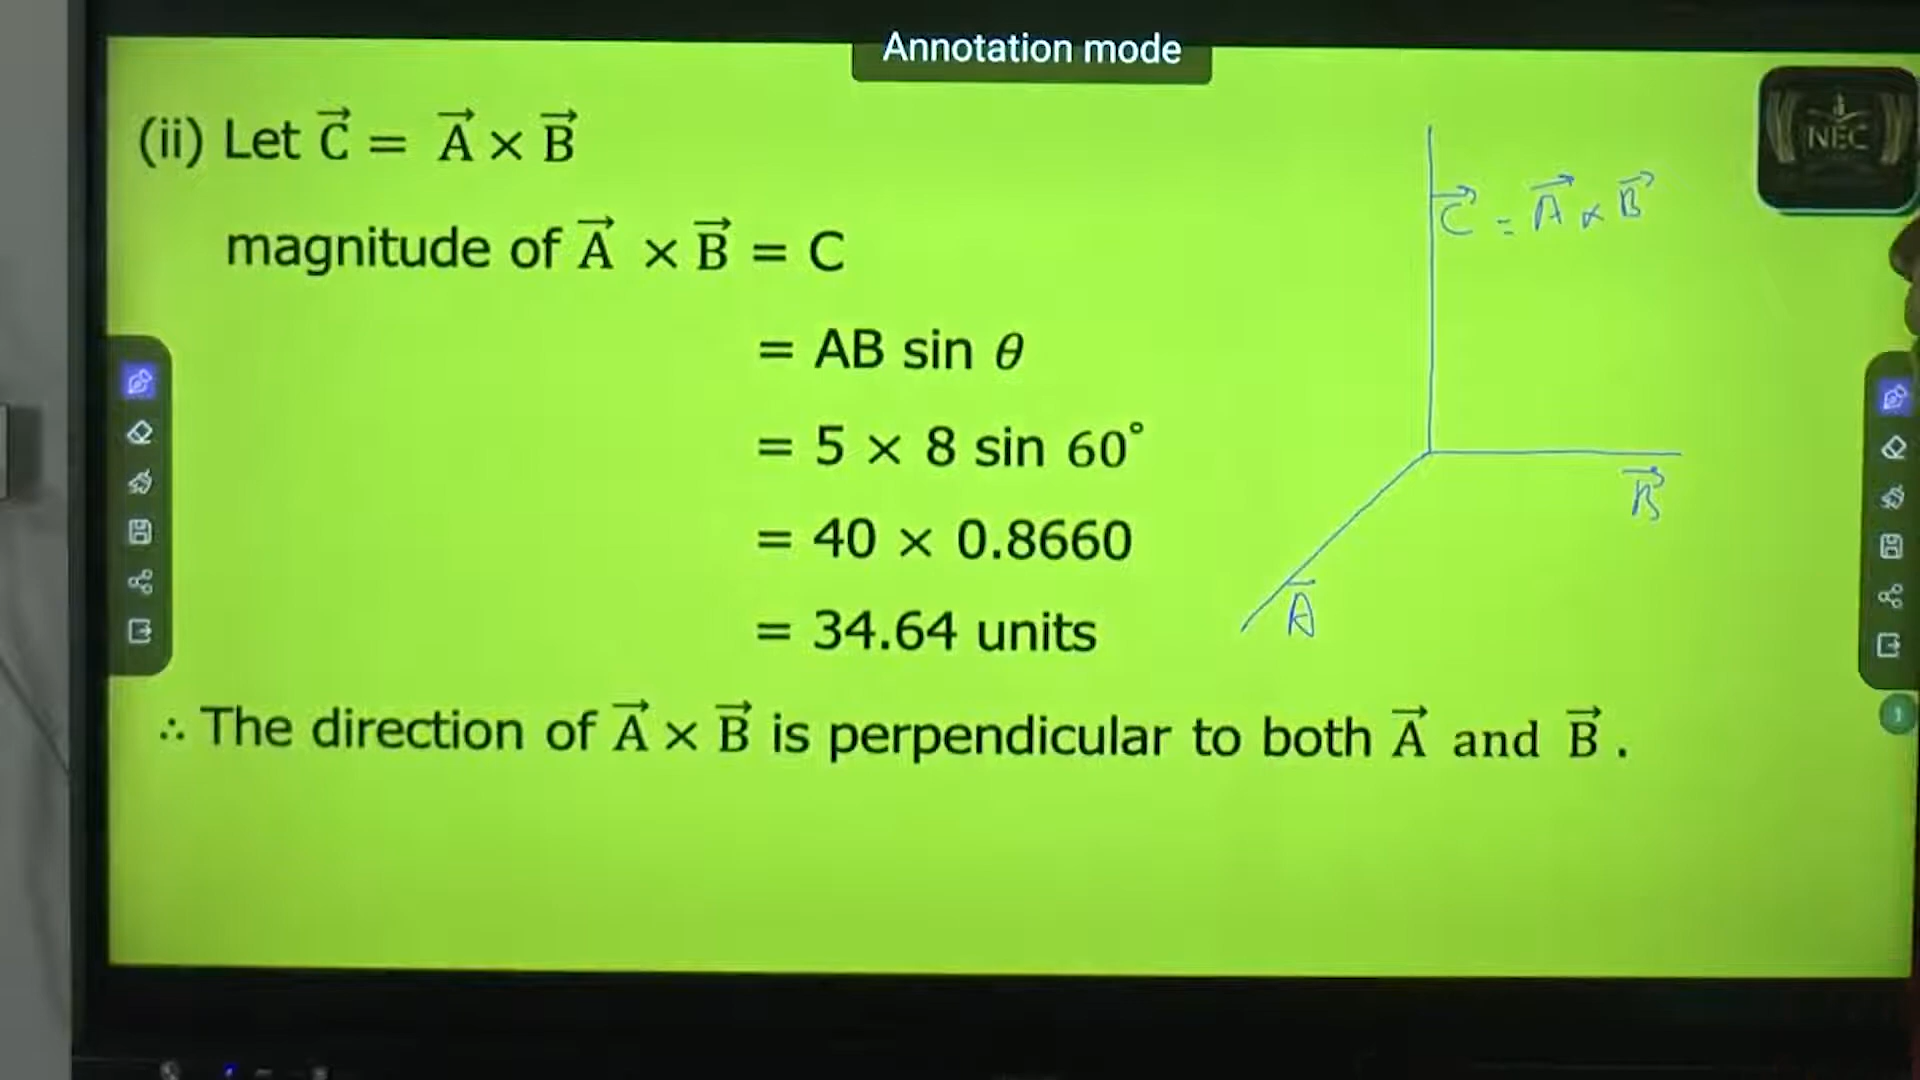 Annotation mode
NEC
(ii) Let C⃗ = A⃗ × B⃗
magnitude of A⃗ × B⃗ = C
= AB sin θ
= 5 × 8 sin 60°
= 40 × 0.8660
= 34.64 units
∴ The direction of A⃗ × B⃗ is perpendicular to both A⃗ and B⃗ .
C⃗ = A⃗ × B⃗
B⃗
A⃗